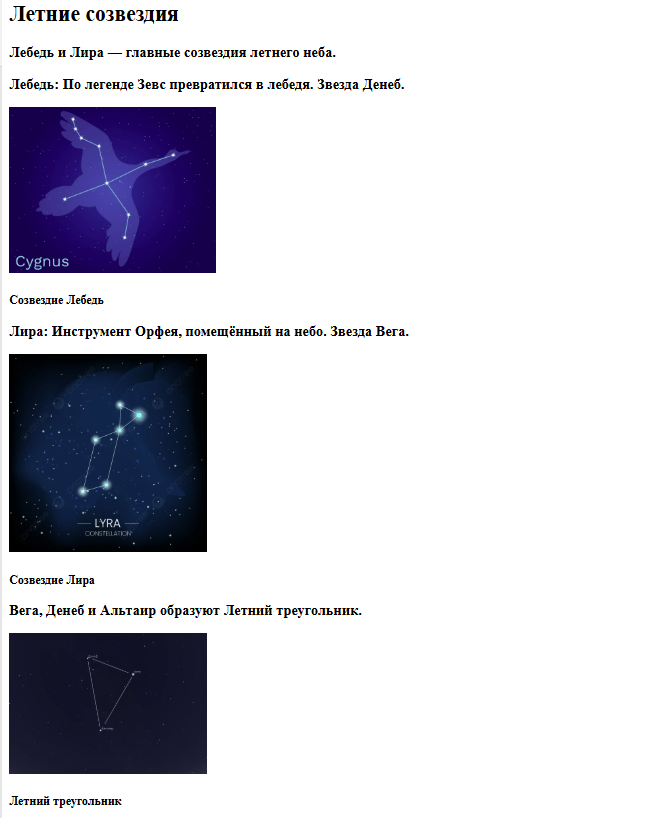 Летние созвездия
Лебедь и Лира — главные созвездия летнего неба.
Лебедь: По легенде Зевс превратился в лебедя. Звезда Денеб.
Cygnus
Созвездие Лебедь
Лира: Инструмент Орфея, помещённый на небо. Звезда Вега.
LYRA
CONSTELLATION
Созвездие Лира
Вега, Денеб и Альтаир образуют Летний треугольник.
Летний треугольник